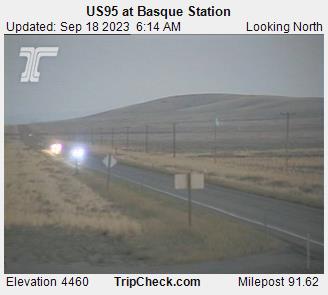 US95 at Basque Station
Updated: Sep 18 2023 6:14 AM Looking North
Elevation 4460 TripCheck.com Milepost 91.62